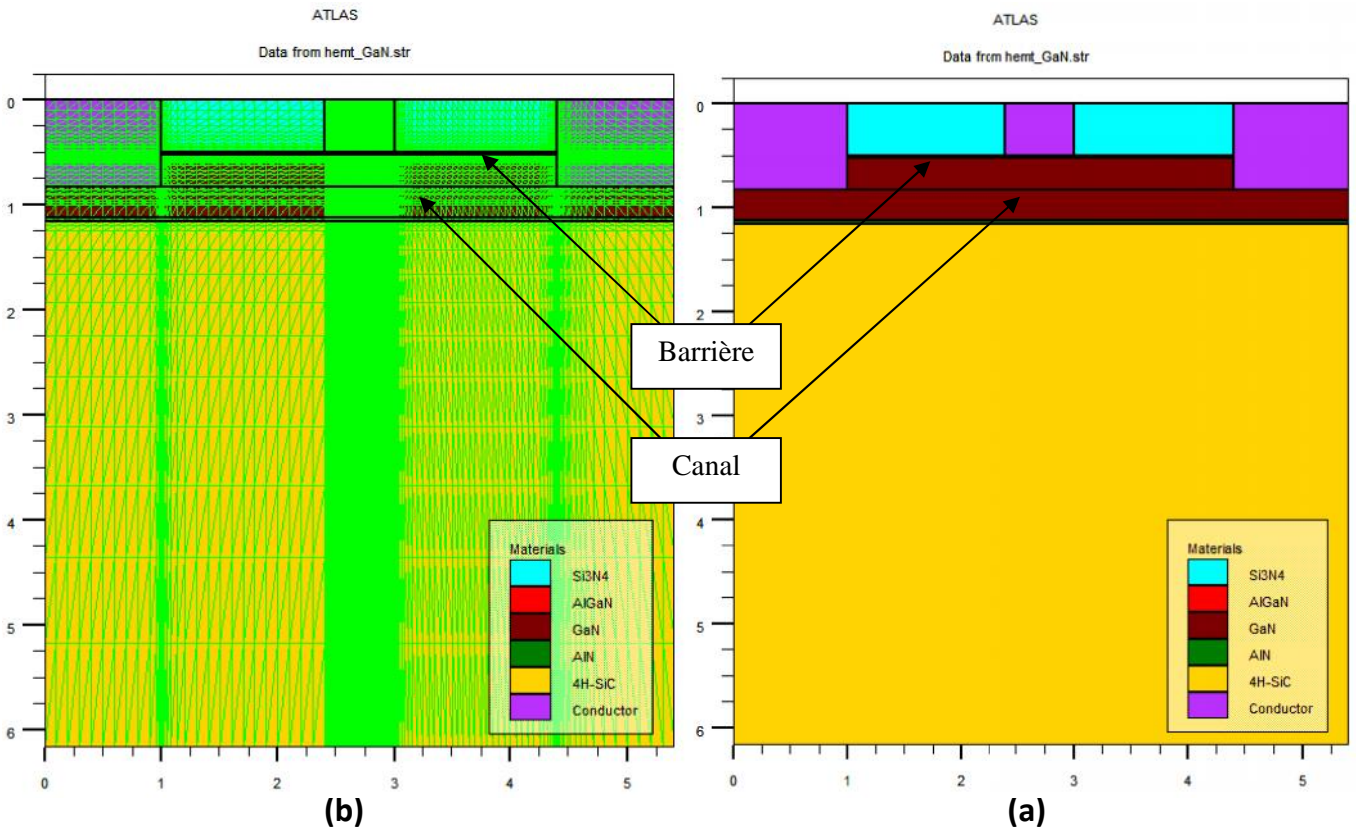 ATLAS
Data from hemt_GaN.str
0
1
2
3
4
5
6
0
1
2
3
4
5
Materials
Si3N4
AlGaN
GaN
AlN
4H-SiC
Conductor
(b)
Barrière
Canal
ATLAS
Data from hemt_GaN.str
0
1
2
3
4
5
6
0
1
2
3
4
5
Materials
Si3N4
AlGaN
GaN
AlN
4H-SiC
Conductor
(a)